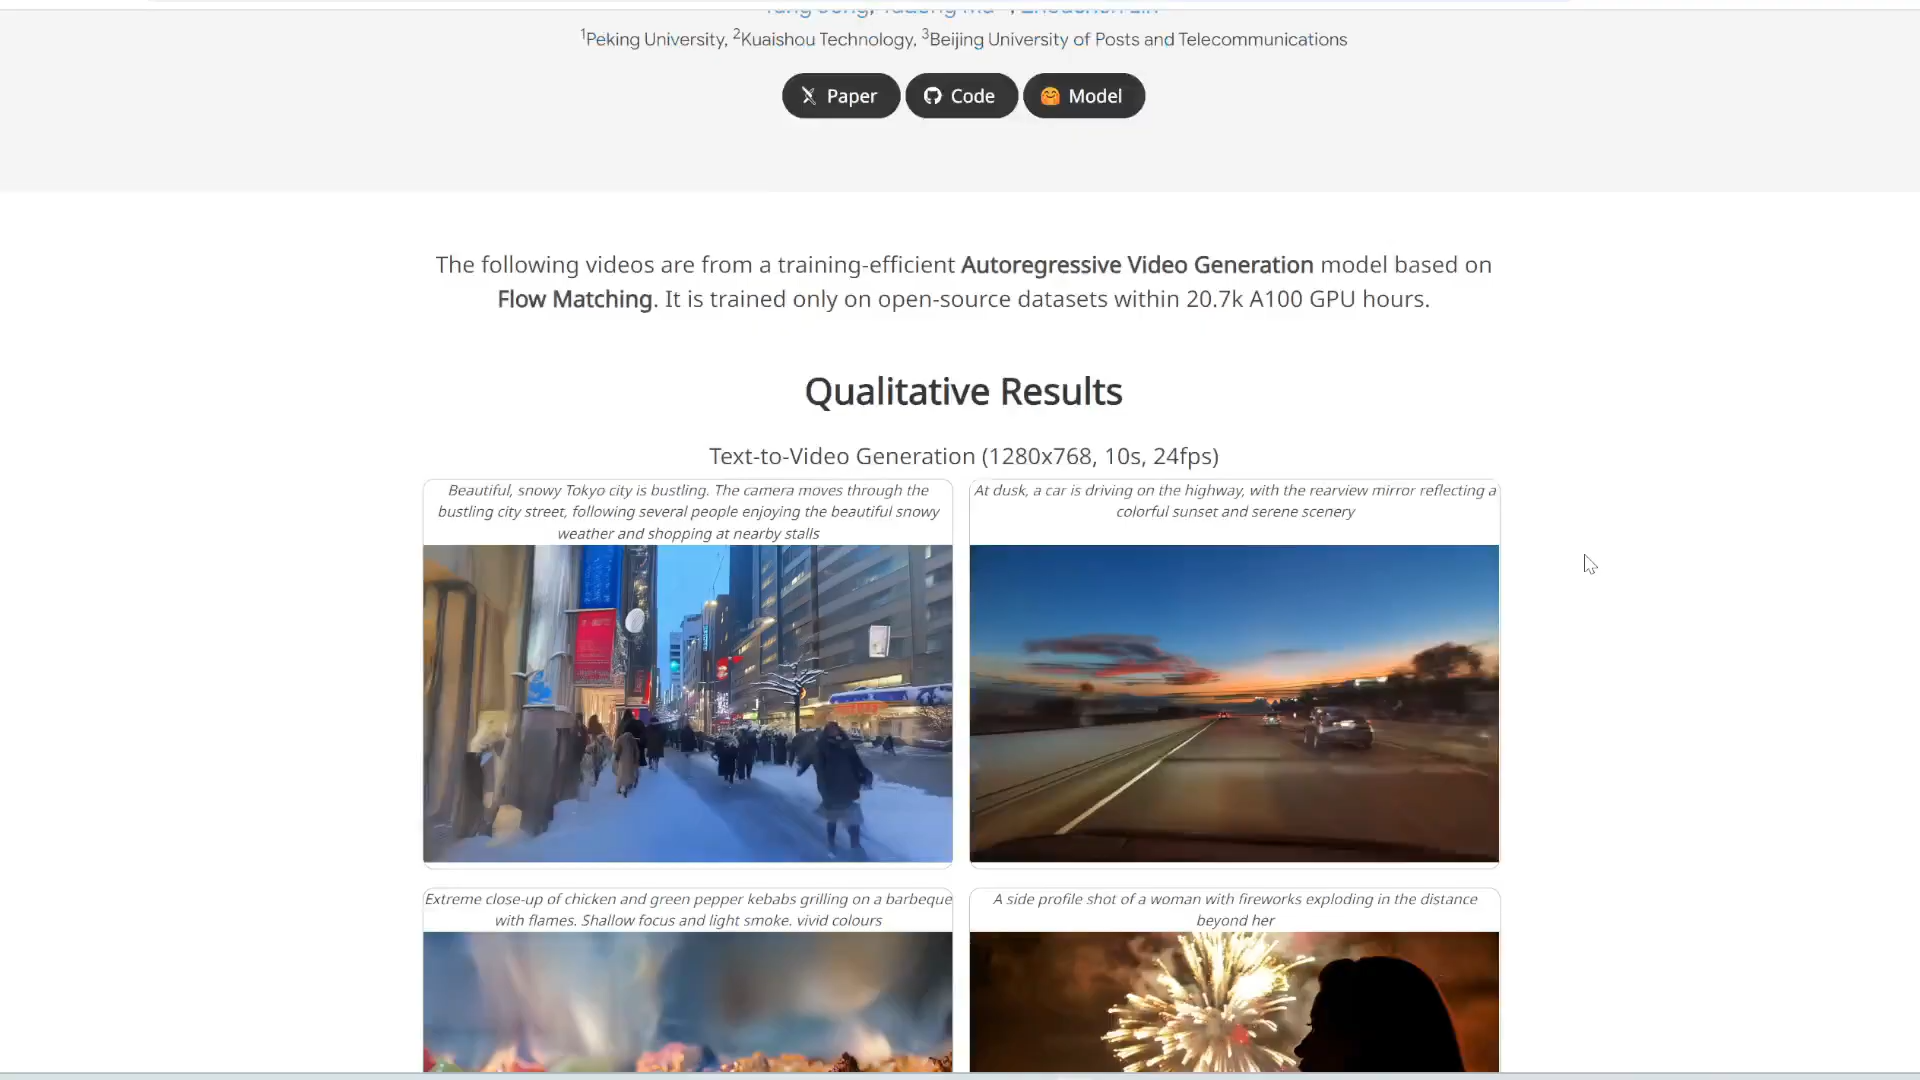 ¹Peking University, ²Kuaishou Technology, ³Beijing University of Posts and Telecommunications
Paper Code Model
The following videos are from a training-efficient Autoregressive Video Generation model based on
Flow Matching. It is trained only on open-source datasets within 20.7k A100 GPU hours.
Qualitative Results
Text-to-Video Generation (1280x768, 10s, 24fps)
Beautiful, snowy Tokyo city is bustling. The camera moves through the
bustling city street, following several people enjoying the beautiful snowy
weather and shopping at nearby stalls
At dusk, a car is driving on the highway, with the rearview mirror reflecting a
colorful sunset and serene scenery
Extreme close-up of chicken and green pepper kebabs grilling on a barbeque
with flames. Shallow focus and light smoke. vivid colours
A side profile shot of a woman with fireworks exploding in the distance
beyond her